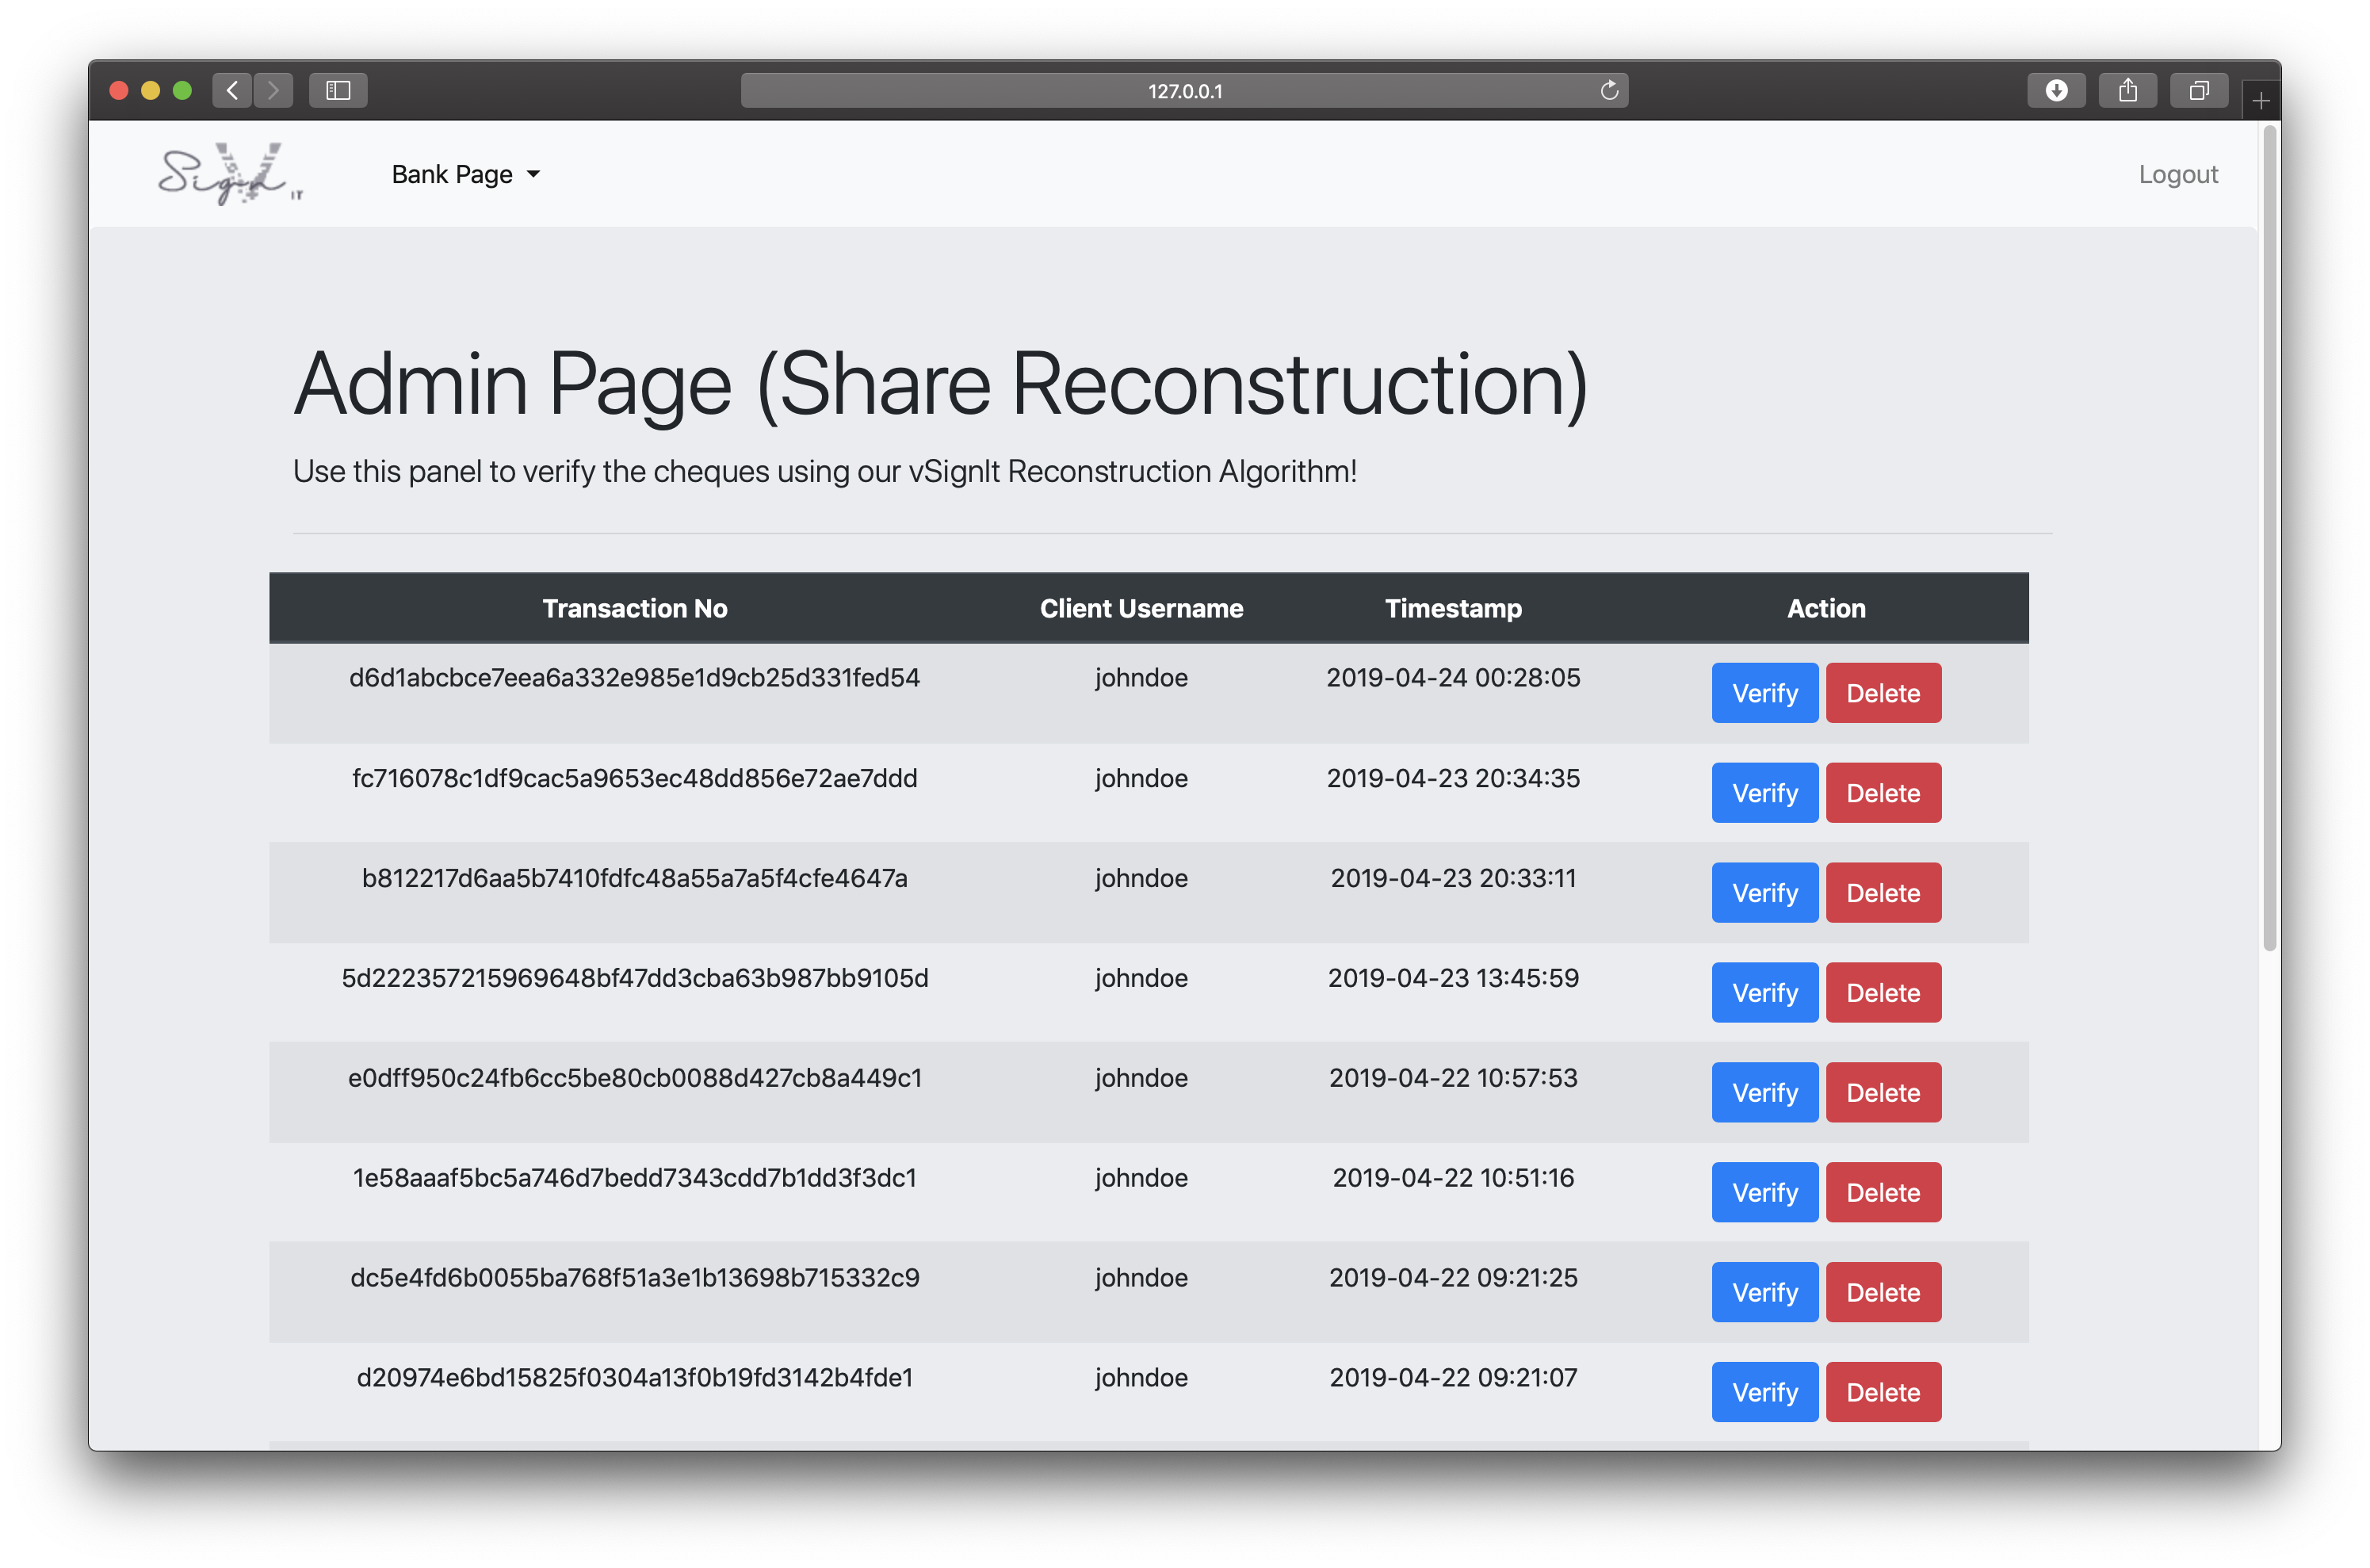 127.0.0.1
Sign IT
Bank Page
Logout
Admin Page (Share Reconstruction)
Use this panel to verify the cheques using our vSignIt Reconstruction Algorithm!
Transaction No Client Username Timestamp Action
d6d1abcbce7eea6a332e985e1d9cb25d331fed54 johndoe 2019-04-24 00:28:05 Verify Delete
fc716078c1df9cac5a9653ec48dd856e72ae7ddd johndoe 2019-04-23 20:34:35 Verify Delete
b812217d6aa5b7410fdfc48a55a7a5f4cfe4647a johndoe 2019-04-23 20:33:11 Verify Delete
5d222357215969648bf47dd3cba63b987bb9105d johndoe 2019-04-23 13:45:59 Verify Delete
e0dff950c24fb6cc5be80cb0088d427cb8a449c1 johndoe 2019-04-22 10:57:53 Verify Delete
1e58aaaf5bc5a746d7bedd7343cdd7b1dd3f3dc1 johndoe 2019-04-22 10:51:16 Verify Delete
dc5e4fd6b0055ba768f51a3e1b13698b715332c9 johndoe 2019-04-22 09:21:25 Verify Delete
d20974e6bd15825f0304a13f0b19fd3142b4fde1 johndoe 2019-04-22 09:21:07 Verify Delete